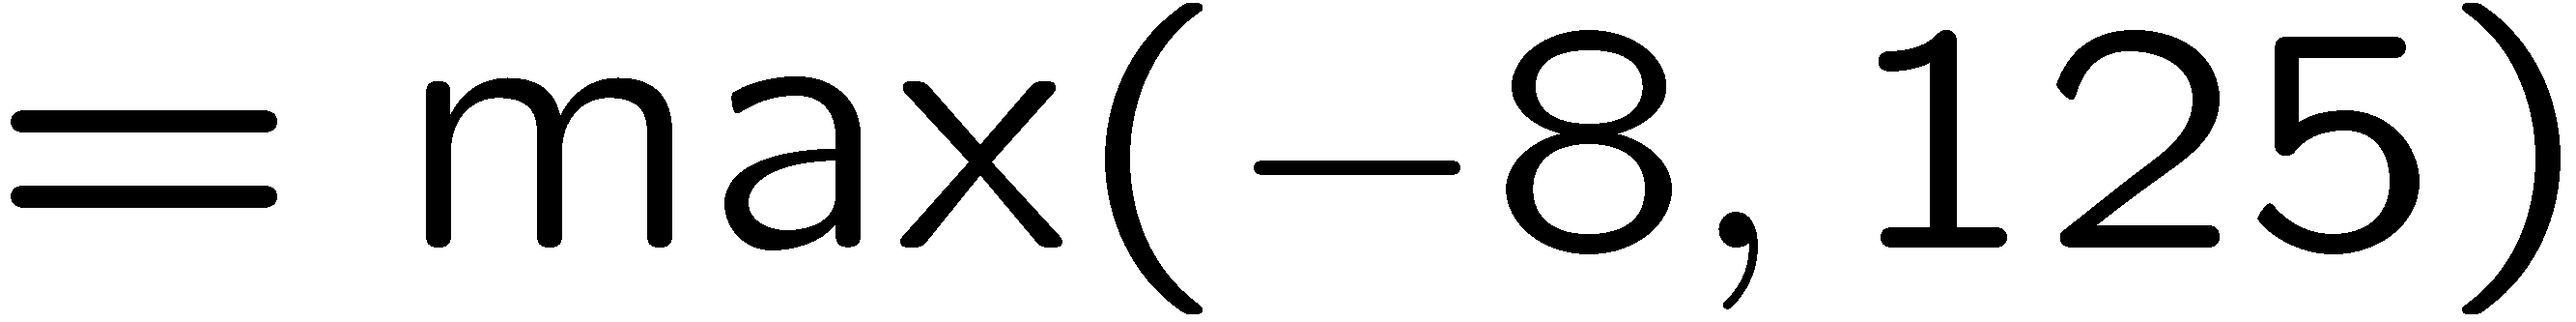 = max(−8, 125)